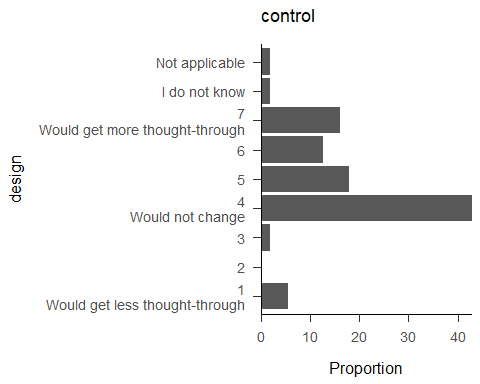 control
Not applicable
I do not know
7
Would get more thought-through
6
5
4
Would not change
3
2
1
Would get less thought-through
design
0 10 20 30 40
Proportion